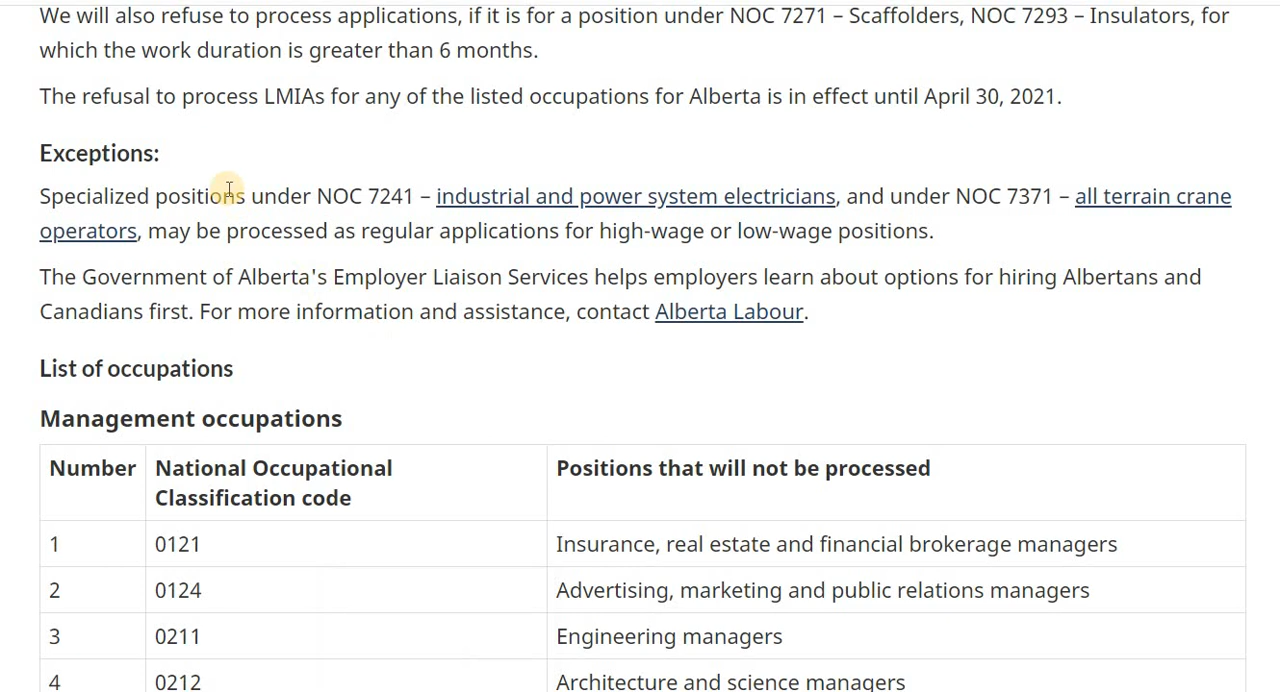 We will also refuse to process applications, if it is for a position under NOC 7271 – Scaffolders, NOC 7293 – Insulators, for
which the work duration is greater than 6 months.
The refusal to process LMIAs for any of the listed occupations for Alberta is in effect until April 30, 2021.
Exceptions:
Specialized positions under NOC 7241 – industrial and power system electricians, and under NOC 7371 – all terrain crane
operators, may be processed as regular applications for high-wage or low-wage positions.
The Government of Alberta's Employer Liaison Services helps employers learn about options for hiring Albertans and
Canadians first. For more information and assistance, contact Alberta Labour.
List of occupations
Management occupations
Number National Occupational Classification code Positions that will not be processed
1 0121 Insurance, real estate and financial brokerage managers
2 0124 Advertising, marketing and public relations managers
3 0211 Engineering managers
4 0212 Architecture and science managers